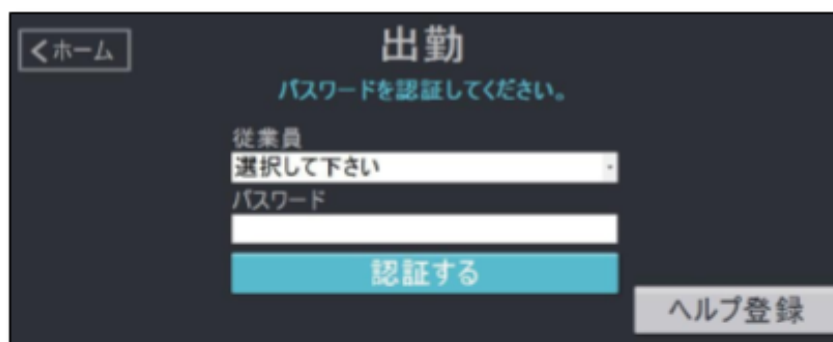 くホーム
出勤
パスワードを認証してください。
従業員
選択して下さい
パスワード
認証する
ヘルプ登録